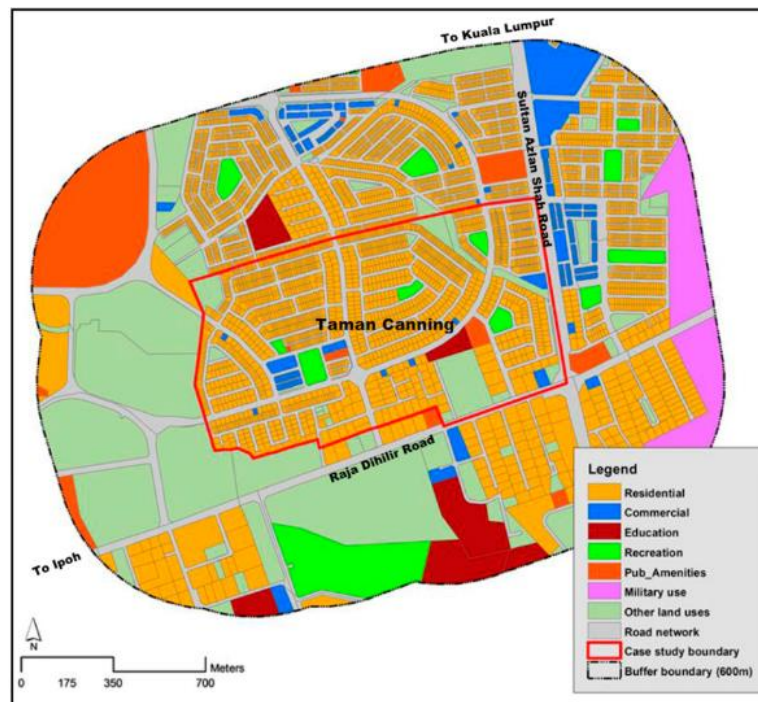 To Kuala Lumpur
Sultan Azlan Shah Road
Taman Canning
Raja Dihilir Road
To Ipoh
Legend
Residential
Commercial
Education
Recreation
Pub_Amenities
Military use
Other land uses
Road network
Case study boundary
Buffer boundary (600m)
N
Meters
0 175 350 700